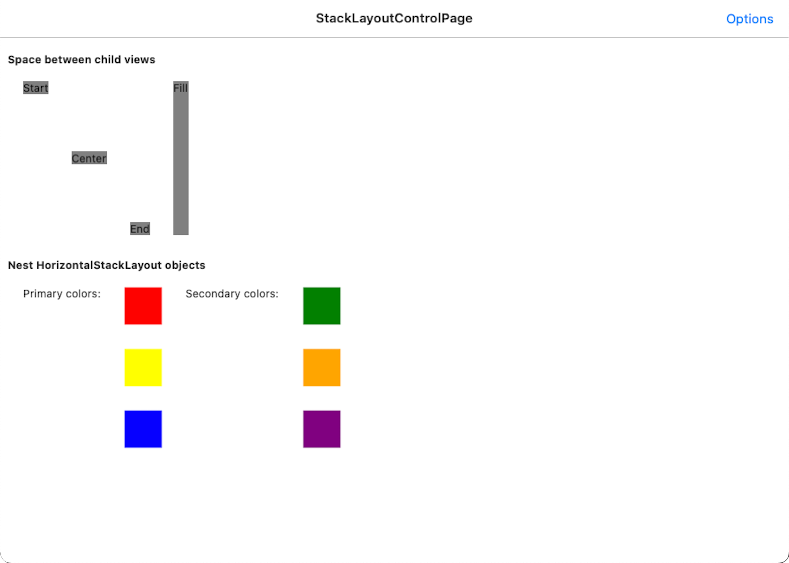 StackLayoutControlPage
Options
Space between child views
Start
Fill
Center
End
Nest HorizontalStackLayout objects
Primary colors:
Secondary colors: